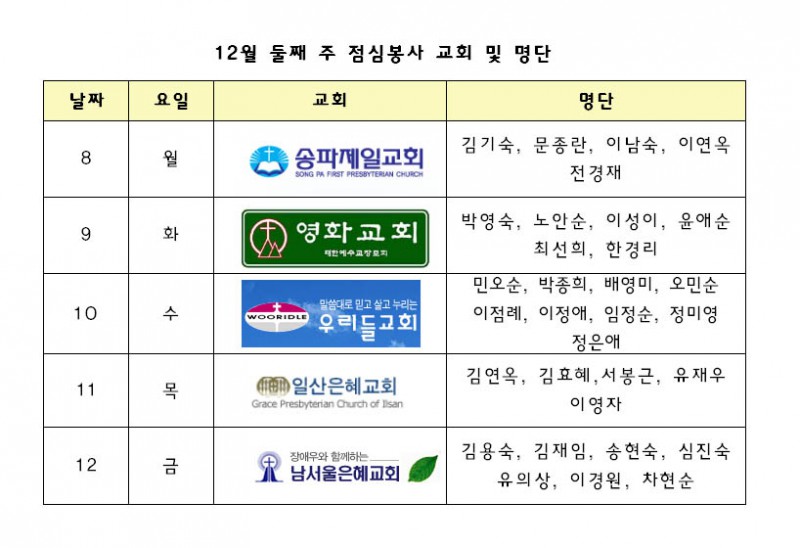 12월 둘째 주 점심봉사 교회 및 명단
날짜 요일 교회 명단
8 월 송파제일교회 김기숙, 문종란, 이남숙, 이연옥
SONG PA FIRST PRESBYTERIAN CHURCH 전경재
9 화 영화교회 박영숙, 노안순, 이성이, 윤애순
대한예수교장로회 최선희, 한경리
민오순, 박종희, 배영미, 오민순
10 수 WOORIDLE 말씀대로 믿고 살고 누리는 이점례, 이정애, 임정순, 정미영
우리들교회 정은애
11 목 일산은혜교회 김연옥, 김효혜,서봉근, 유재우
Grace Presbyterian Church of Ilsan 이영자
12 금 장애우와 함께하는 김용숙, 김재임, 송현숙, 심진숙
남서울은혜교회 유의상, 이경원, 차현순